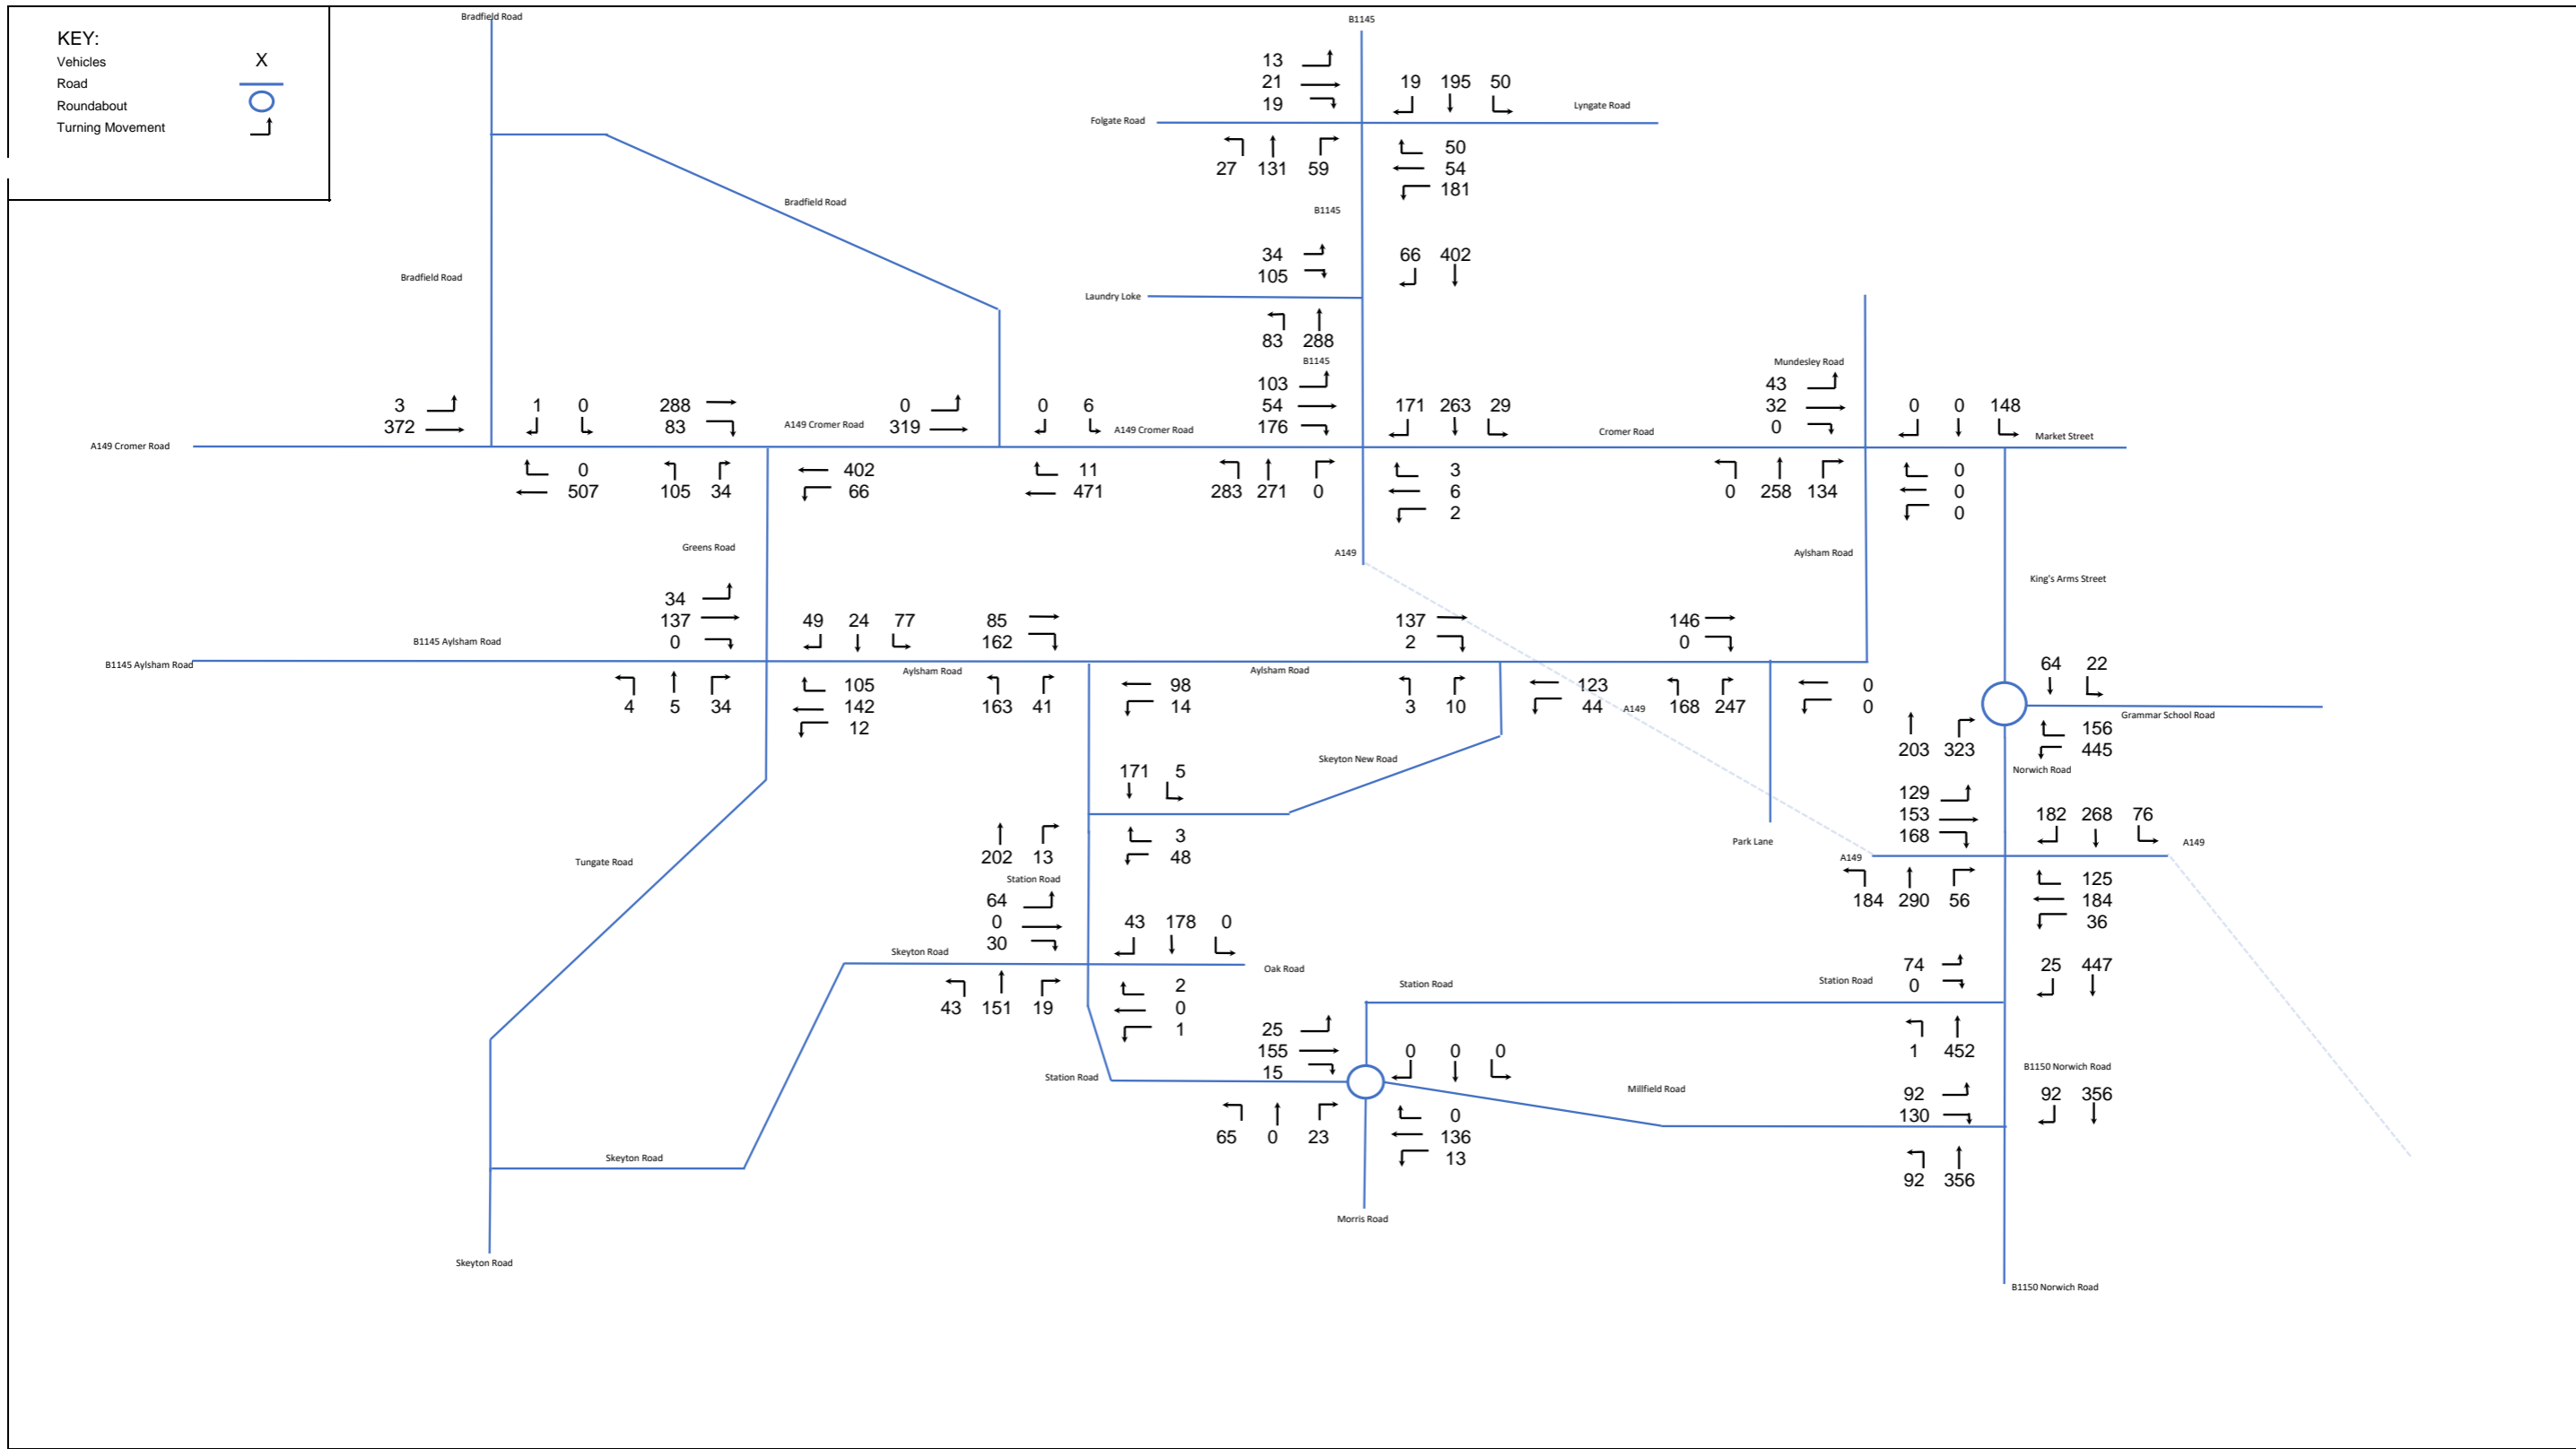 Bradfield Road
B1145
KEY:
Vehicles X
Road
Roundabout
Turning Movement
13
21
19
19 195 50
Lyngate Road
Folgate Road
27 131 59
50
54
181
Bradfield Road
B1145
Bradfield Road
34
105
66 402
Laundry Loke
83 288
B1145
Mundesley Road
3
372
1 0
288
83
A149 Cromer Road
0
319
0 6
A149 Cromer Road
103
54
176
171 263 29
Cromer Road
43
32
0
0 0 148
Market Street
A149 Cromer Road
0
507
105 34
402
66
11
471
283 271 0
3
6
2
0 258 134
0
0
0
Greens Road
A149
Aylsham Road
King's Arms Street
34
137
0
49 24 77
85
162
137
2
146
0
B1145 Aylsham Road
B1145 Aylsham Road
Aylsham Road
Aylsham Road
64 22
4 5 34
105
142
12
163 41
98
14
3 10
123
44
A149
168 247
0
0
Grammar School Road
203 323
156
445
Norwich Road
Skeyton New Road
171 5
129
153
168
182 268 76
A149
Park Lane
A149
Tungate Road
202 13
3
48
Station Road
184 290 56
125
184
36
64
0
30
43 178 0
Skeyton Road
Oak Road
43 151 19
2
0
1
Station Road
Station Road
74
0
25 447
1 452
25
155
15
0 0 0
Station Road
Millfield Road
B1150 Norwich Road
92
130
92 356
65 0 23
0
136
13
Skeyton Road
92 356
Morris Road
Skeyton Road
B1150 Norwich Road